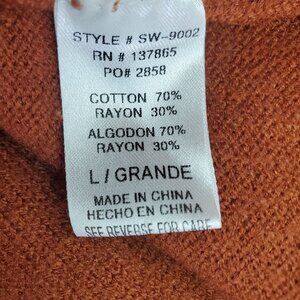 STYLE # SW-9002
RN # 137865
PO# 2858
COTTON 70%
RAYON 30%
ALGODON 70%
RAYON 30%
L / GRANDE
MADE IN CHINA
HECHO EN CHINA
SEE REVERSE FOR CARE